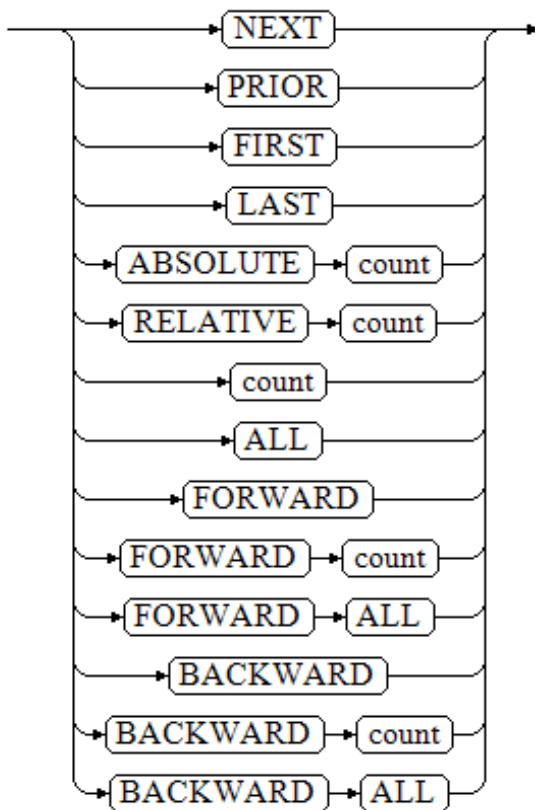 NEXT
PRIOR
FIRST
LAST
ABSOLUTE count
RELATIVE count
count
ALL
FORWARD
FORWARD count
FORWARD ALL
BACKWARD
BACKWARD count
BACKWARD ALL